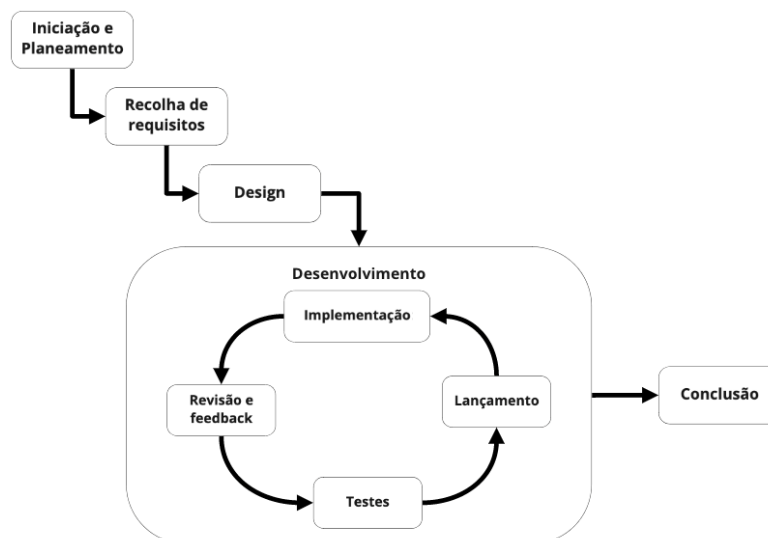 Iniciação e
Planeamento
Recolha de
requisitos
Design
Desenvolvimento
Implementação
Revisão e
feedback
Lançamento
Conclusão
Testes